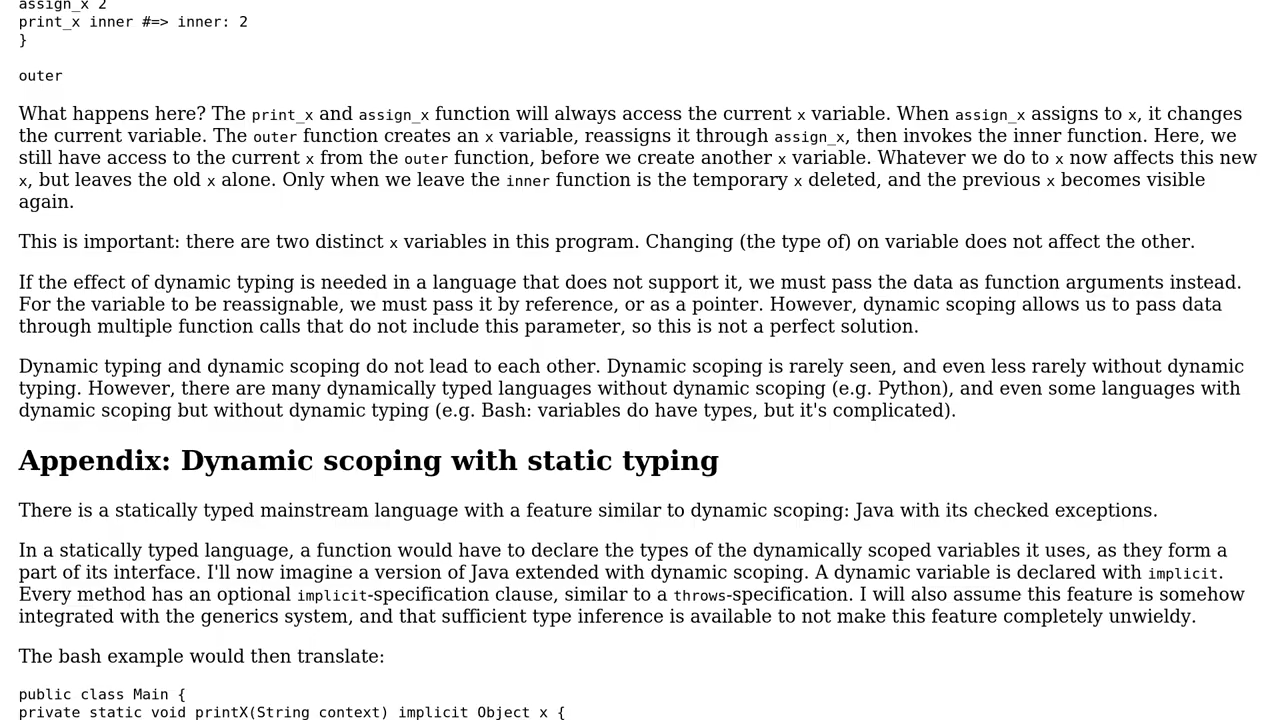 assign_x 2
print_x inner #=> inner: 2
}
outer
What happens here? The print_x and assign_x function will always access the current x variable. When assign_x assigns to x, it changes
the current variable. The outer function creates an x variable, reassigns it through assign_x, then invokes the inner function. Here, we
still have access to the current x from the outer function, before we create another x variable. Whatever we do to x now affects this new
x, but leaves the old x alone. Only when we leave the inner function is the temporary x deleted, and the previous x becomes visible
again.
This is important: there are two distinct x variables in this program. Changing (the type of) on variable does not affect the other.
If the effect of dynamic typing is needed in a language that does not support it, we must pass the data as function arguments instead.
For the variable to be reassignable, we must pass it by reference, or as a pointer. However, dynamic scoping allows us to pass data
through multiple function calls that do not include this parameter, so this is not a perfect solution.
Dynamic typing and dynamic scoping do not lead to each other. Dynamic scoping is rarely seen, and even less rarely without dynamic
typing. However, there are many dynamically typed languages without dynamic scoping (e.g. Python), and even some languages with
dynamic scoping but without dynamic typing (e.g. Bash: variables do have types, but it's complicated).
Appendix: Dynamic scoping with static typing
There is a statically typed mainstream language with a feature similar to dynamic scoping: Java with its checked exceptions.
In a statically typed language, a function would have to declare the types of the dynamically scoped variables it uses, as they form a
part of its interface. I'll now imagine a version of Java extended with dynamic scoping. A dynamic variable is declared with implicit.
Every method has an optional implicit-specification clause, similar to a throws-specification. I will also assume this feature is somehow
integrated with the generics system, and that sufficient type inference is available to not make this feature completely unwieldy.
The bash example would then translate:
public class Main {
private static void printX(String context) implicit Object x {